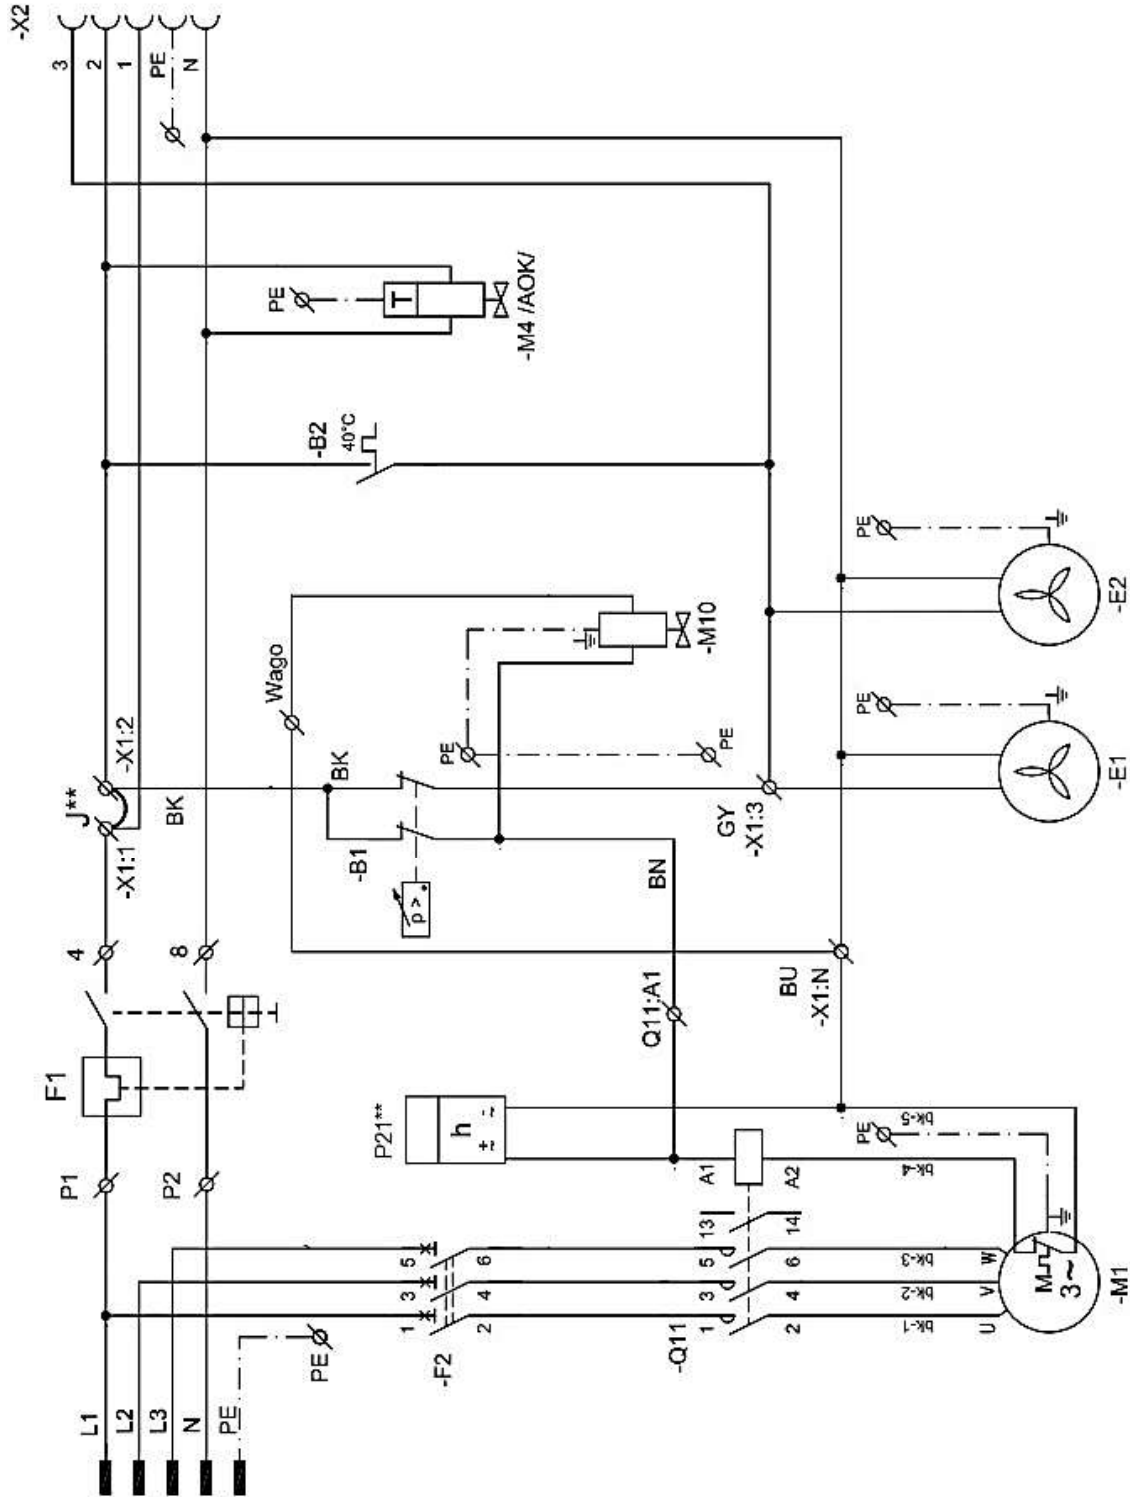 -X2
3
2
1
PE
N
PE
-M4 /AOK/
-B2
40°C
T
Wago
-X1:2
J**
-X1:1
BK
BK
PE
PE
-M10
-B1
p >
GY
-X1:3
PE
-E2
PE
-E1
4
8
BN
BU
-X1:N
Q11:A1
F1
P21**
h
± ~
- ~
P1
P2
A1
A2
PE
bk-5
bk-4
13
14
5
6
3
4
1
2
-F2
5
6
3
4
1
2
-Q11
bk-3
bk-2
bk-1
W
V
U
M
3~
-M1
L1
L2
L3
N
PE
PE